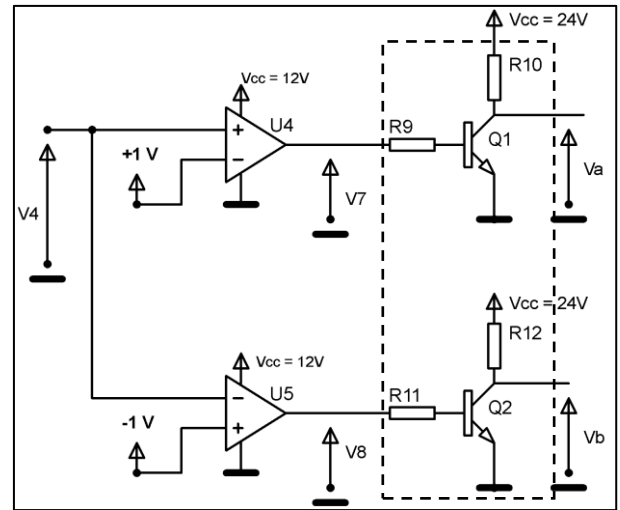 Vcc = 24V
R10
Vcc = 12V
U4
+
−
R9
Q1
+1 V
V4
V7
Va
Vcc = 24V
R12
Vcc = 12V
U5
−
+
R11
Q2
-1 V
V8
Vb